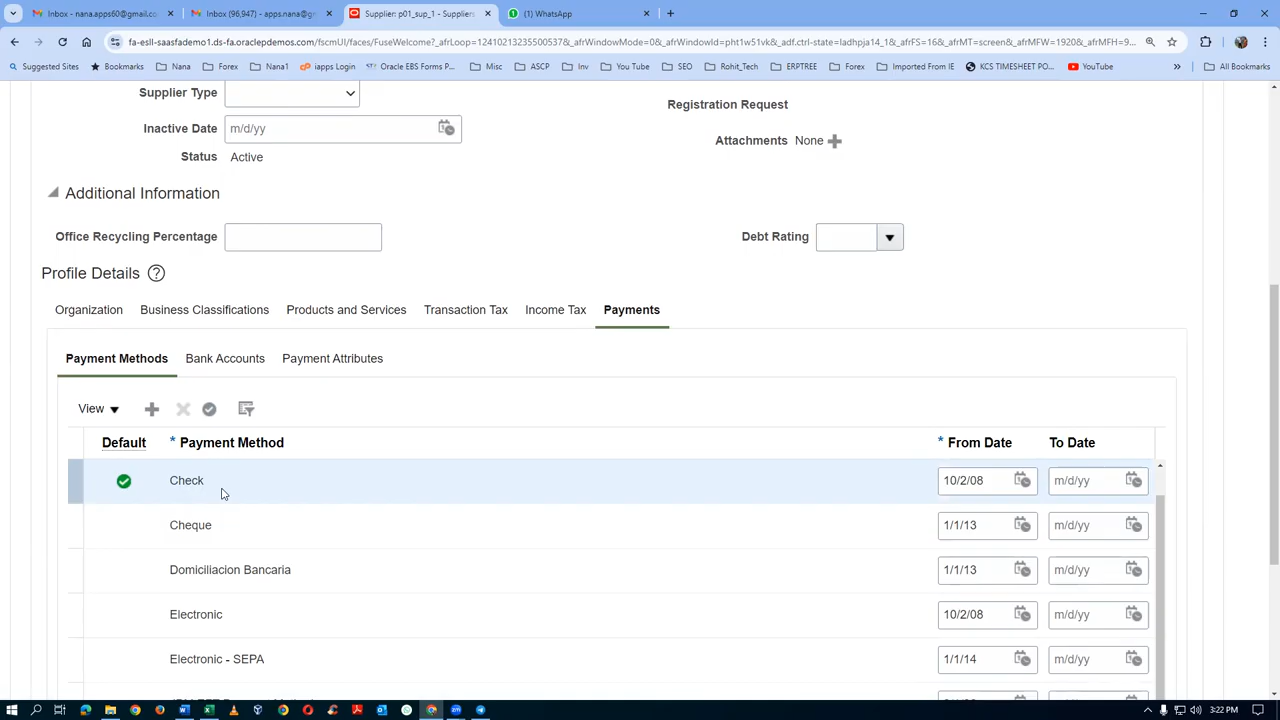 Inbox - nana.apps60@gmail.com
Inbox (96,947) - apps.nana@g
Supplier: p01_sup_1 - Suppliers
(1) WhatsApp
fa-esll-saasfademo1.ds-fa.oraclepdemos.com/fscmUI/faces/FuseWelcome?_afrLoop=12410213235500537&_afrWindowMode=0&_afrWindowId=pht1w51vk&_adf.ctrl-state=ladhpja14_1&_afrFS=16&_afrMT=screen&_afrMFW=1920&_afrMFH=9...
Suggested Sites Bookmarks Nana Forex Nana1 iapps Login Oracle EBS Forms P... Misc ASCP Inv You Tube SEO Rohit_Tech ERPTREE Forex Imported From IE KCS TIMESHEET PO... YouTube » All Bookmarks
Supplier Type
Registration Request
Inactive Date m/d/yy
Attachments None
Status Active
Additional Information
Office Recycling Percentage
Debt Rating
Profile Details ?
Organization Business Classifications Products and Services Transaction Tax Income Tax Payments
Payment Methods Bank Accounts Payment Attributes
View
Default * Payment Method * From Date To Date
Check 10/2/08 m/d/yy
Cheque 1/1/13 m/d/yy
Domiciliacion Bancaria 1/1/13 m/d/yy
Electronic 10/2/08 m/d/yy
Electronic - SEPA 1/1/14 m/d/yy
3:22 PM